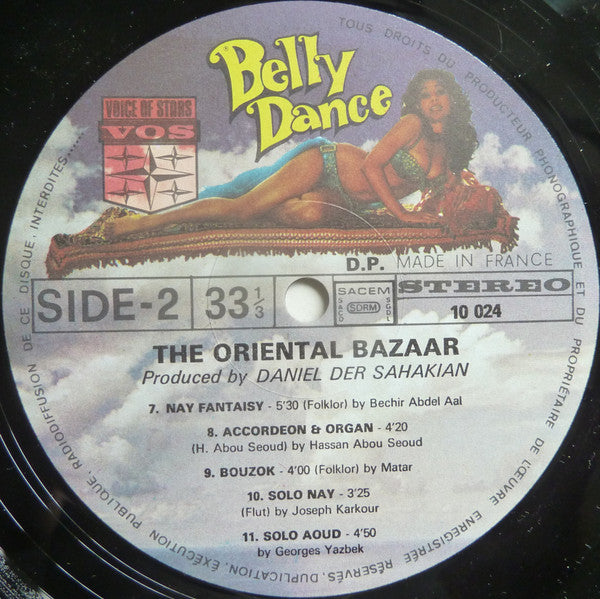 Belly
Dance
VOICE OF STARS
VOS
D.P. MADE IN FRANCE
SIDE-2
33 1/3
SACEM
SACD
SDRM
SGDL
STEREO
10 024
THE ORIENTAL BAZAAR
Produced by DANIEL DER SAHAKIAN
7. NAY FANTAISY - 5'30 (Folklor) by Bechir Abdel Aal
8. ACCORDEON & ORGAN - 4'20
(H. Abou Seoud) by Hassan Abou Seoud
9. BOUZOK - 4'00 (Folklor) by Matar
10. SOLO NAY - 3'25
(Flut) by Joseph Karkour
11. SOLO AOUD - 4'50
by Georges Yazbek
TOUS DROITS DU PRODUCTEUR PHONOGRAPHIQUE ET DU PROPRIÉTAIRE DE L'ŒUVRE ENREGISTRÉE RÉSERVÉS. DUPLICATION, EXÉCUTION PUBLIQUE, RADIODIFFUSION DE CE DISQUE, INTERDITES.....